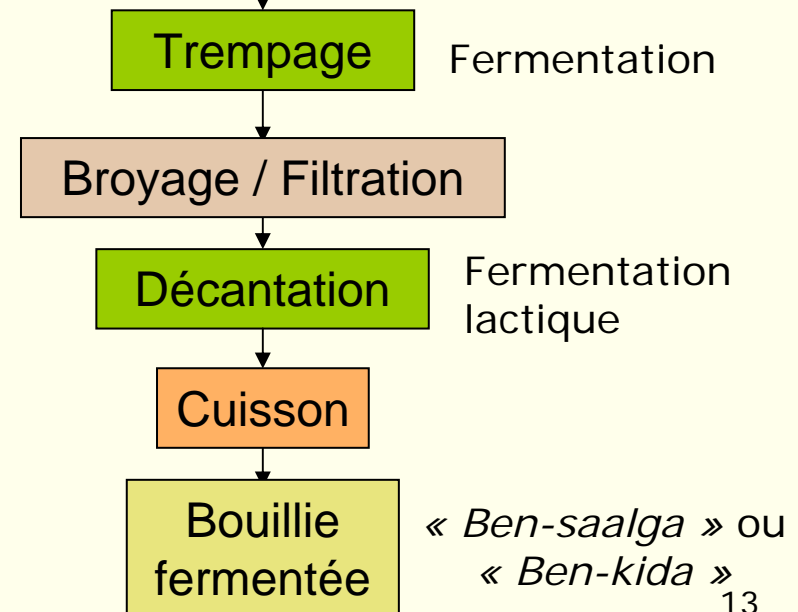 Trempage
Fermentation
Broyage / Filtration
Décantation
Fermentation
lactique
Cuisson
Bouillie
fermentée
« Ben-saalga » ou
« Ben-kida »
13